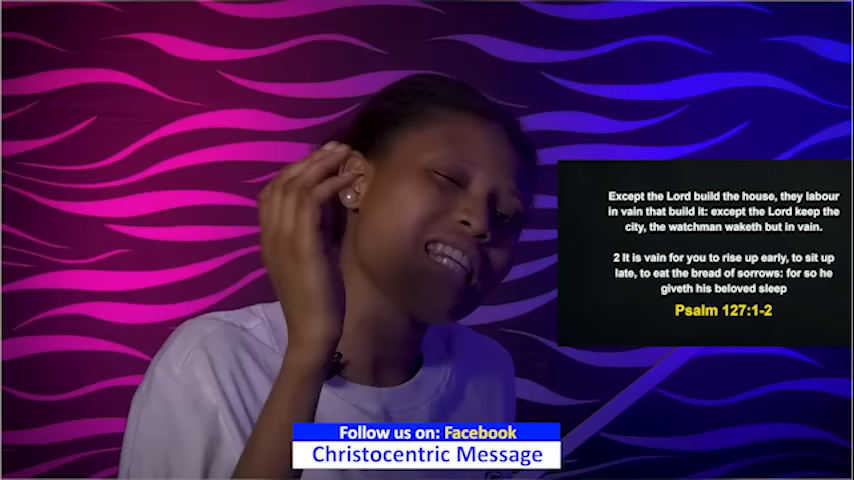 Except the Lord build the house, they labour
in vain that build it: except the Lord keep the
city, the watchman waketh but in vain.
2 It is vain for you to rise up early, to sit up
late, to eat the bread of sorrows: for so he
giveth his beloved sleep
Psalm 127:1-2
Follow us on: Facebook
Christocentric Message